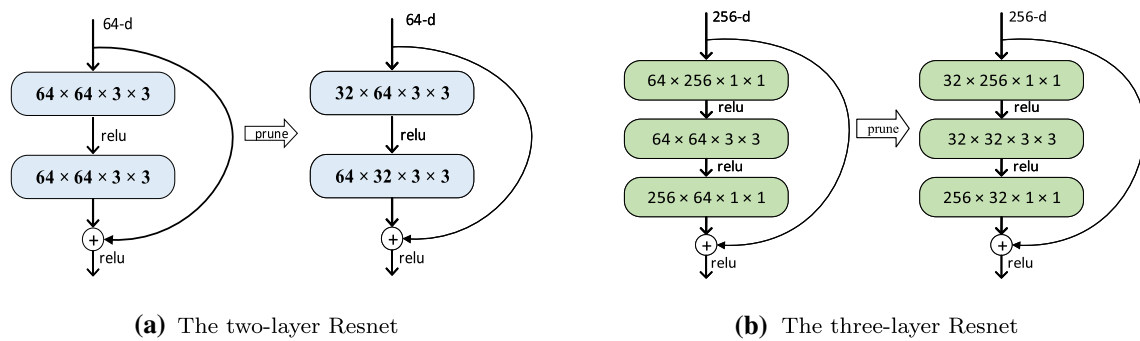 64-d
64 × 64 × 3 × 3
relu
64 × 64 × 3 × 3
+
relu
prune
64-d
32 × 64 × 3 × 3
relu
64 × 32 × 3 × 3
+
relu
256-d
64 × 256 × 1 × 1
relu
64 × 64 × 3 × 3
relu
256 × 64 × 1 × 1
+
relu
prune
256-d
32 × 256 × 1 × 1
relu
32 × 32 × 3 × 3
relu
256 × 32 × 1 × 1
+
relu
(a) The two-layer Resnet
(b) The three-layer Resnet